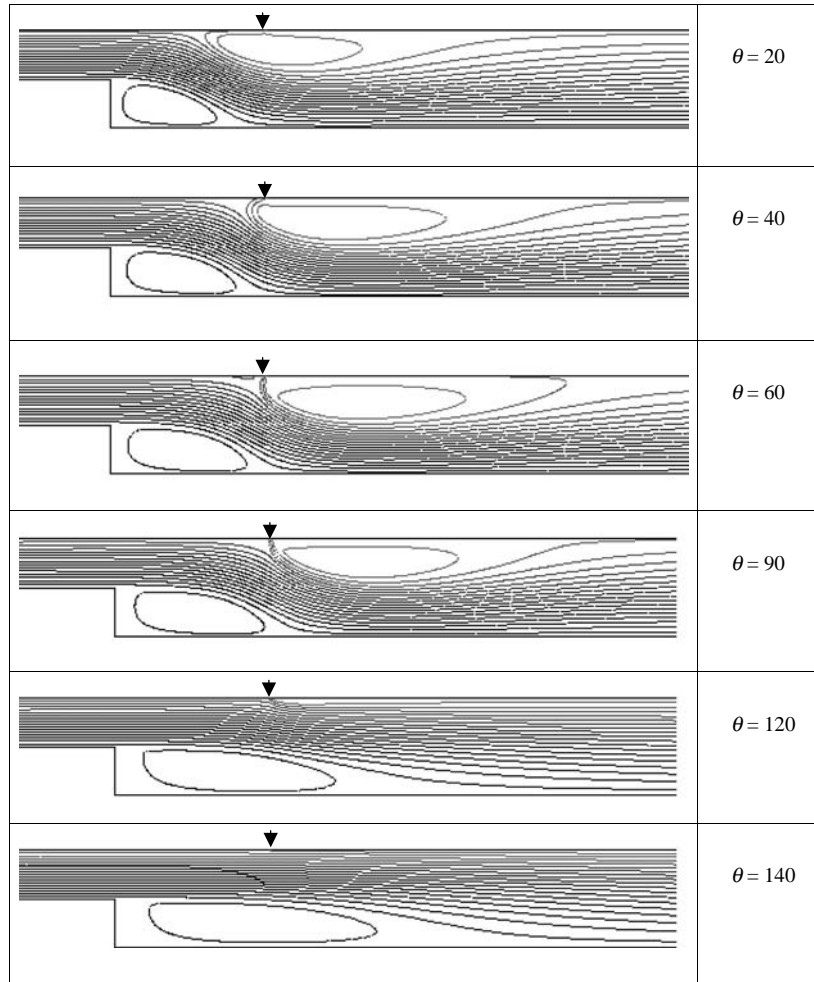 θ = 20
θ = 40
θ = 60
θ = 90
θ = 120
θ = 140